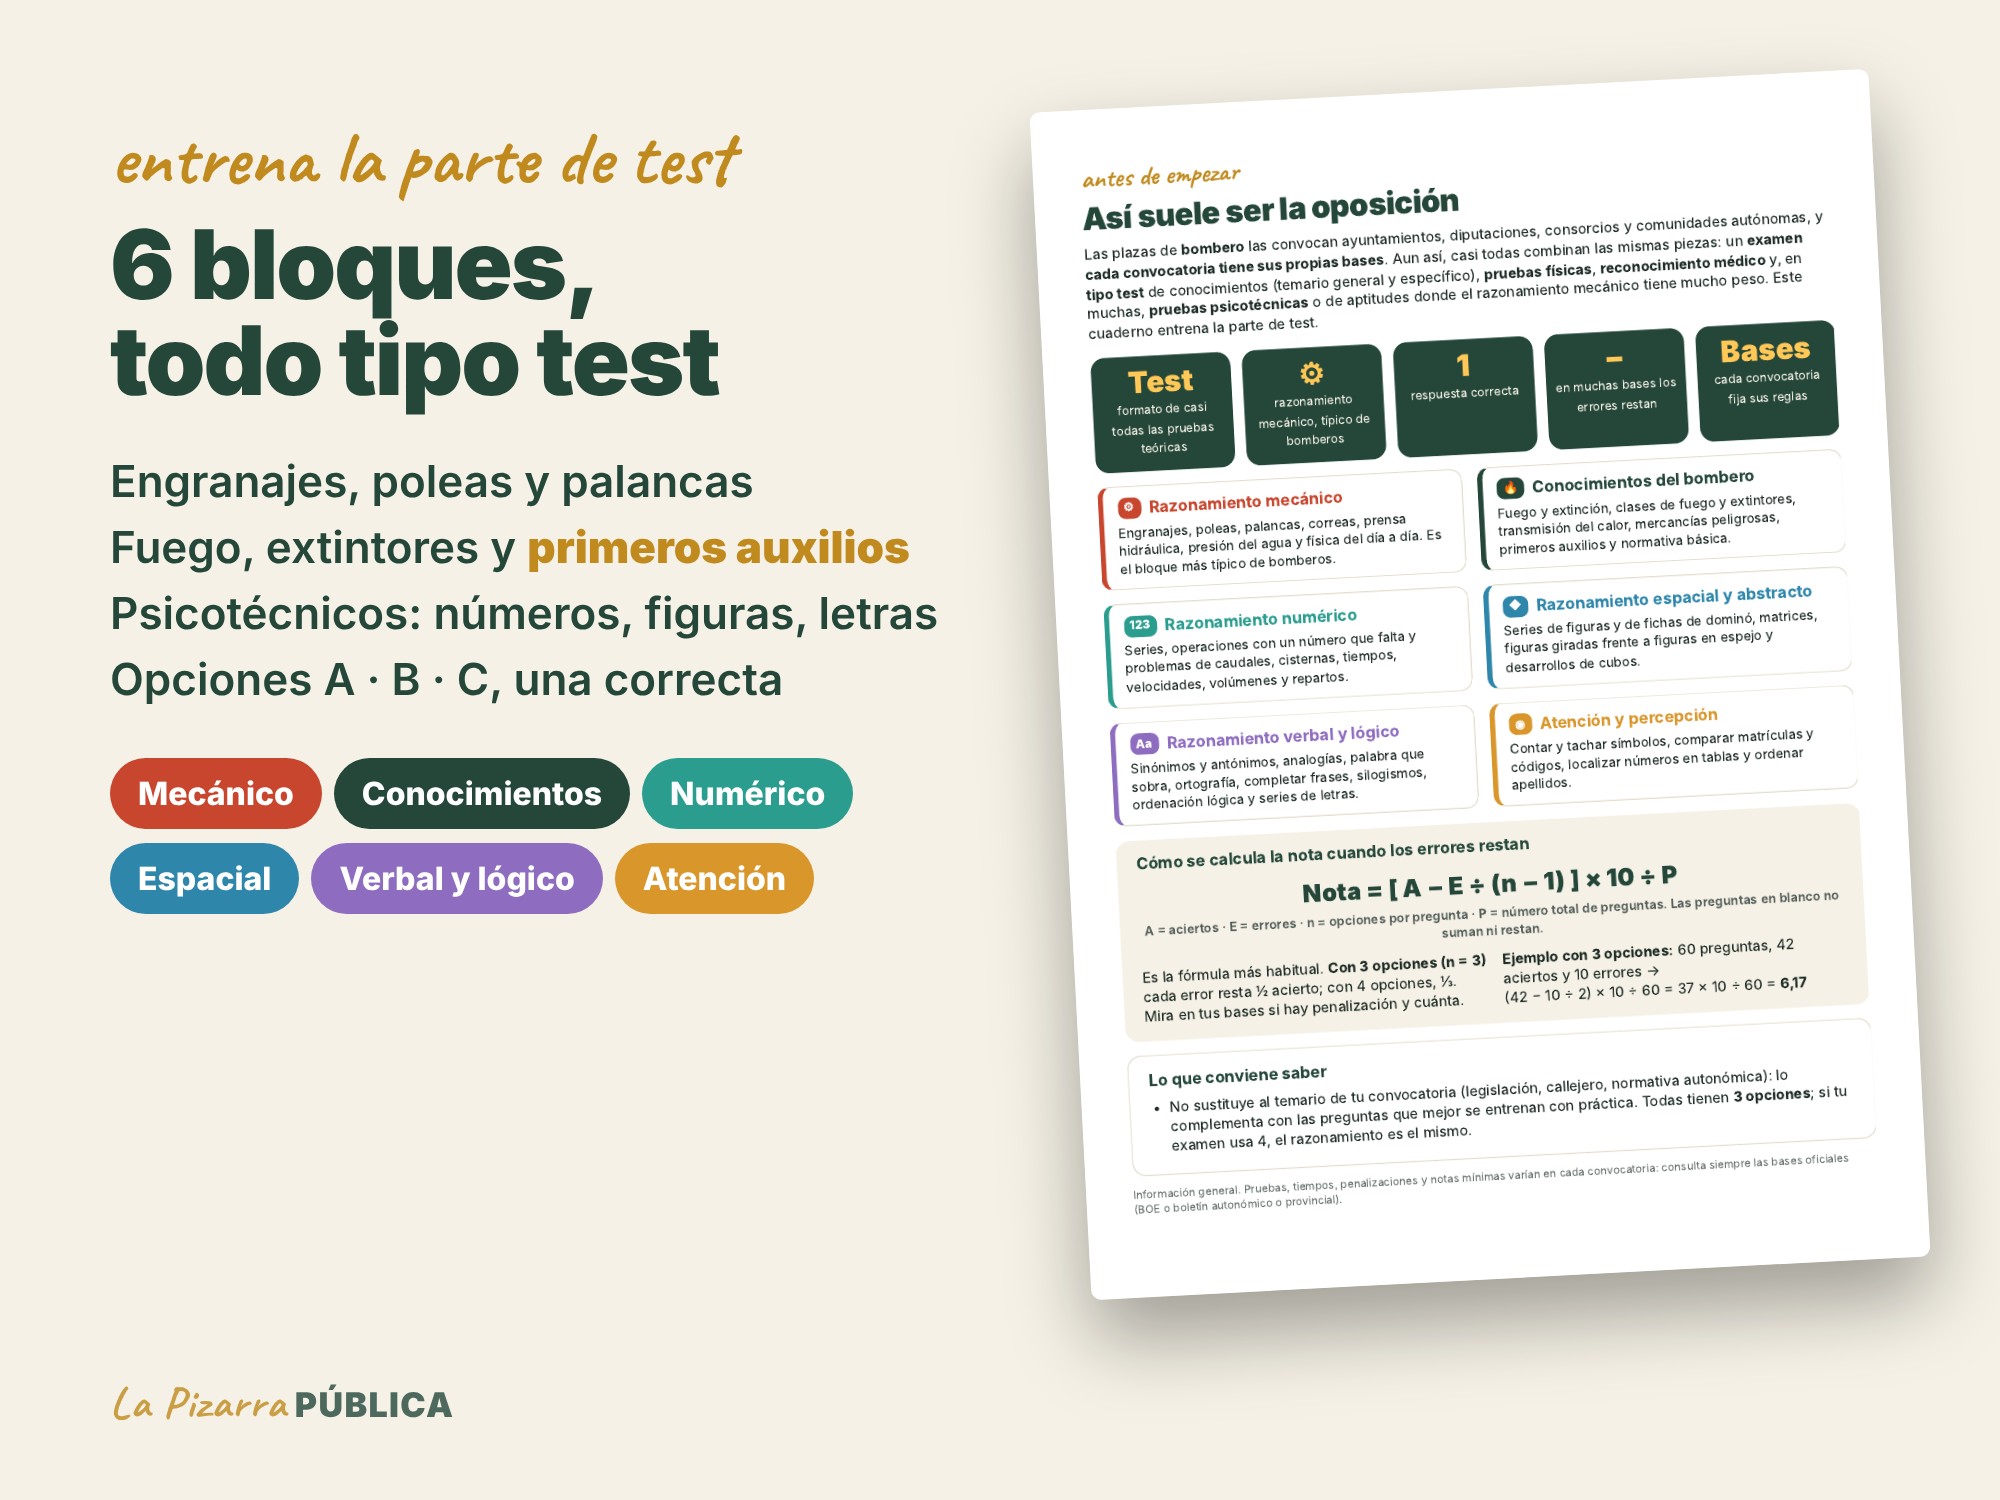 entrena la parte de test
6 bloques,
todo tipo test
Engranajes, poleas y palancas
Fuego, extintores y primeros auxilios
Psicotécnicos: números, figuras, letras
Opciones A · B · C, una correcta
Mecánico
Conocimientos
Numérico
Espacial
Verbal y lógico
Atención
La Pizarra PÚBLICA
antes de empezar
Así suele ser la oposición
Las plazas de bombero las convocan ayuntamientos, diputaciones, consorcios y comunidades autónomas, y
cada convocatoria tiene sus propias bases. Aun así, casi todas combinan las mismas piezas: un examen
tipo test de conocimientos (temario general y específico), pruebas físicas, reconocimiento médico y, en
muchas, pruebas psicotécnicas o de aptitudes donde el razonamiento mecánico tiene mucho peso. Este
cuaderno entrena la parte de test.
Test
formato de casi
todas las pruebas
teóricas
razonamiento
mecánico, típico de
bomberos
1
respuesta correcta
–
en muchas bases los
errores restan
Bases
cada convocatoria
fija sus reglas
Razonamiento mecánico
Engranajes, poleas, palancas, correas, prensa
hidráulica, presión del agua y física del día a día. Es
el bloque más típico de bomberos.
Conocimientos del bombero
Fuego y extinción, clases de fuego y extintores,
transmisión del calor, mercancías peligrosas,
primeros auxilios y normativa básica.
123 Razonamiento numérico
Series, operaciones con un número que falta y
problemas de caudales, cisternas, tiempos,
velocidades, volúmenes y repartos.
Razonamiento espacial y abstracto
Series de figuras y de fichas de dominó, matrices,
figuras giradas frente a figuras en espejo y
desarrollos de cubos.
Aa Razonamiento verbal y lógico
Sinónimos y antónimos, analogías, palabra que
sobra, ortografía, completar frases, silogismos,
ordenación lógica y series de letras.
Atención y percepción
Contar y tachar símbolos, comparar matrículas y
códigos, localizar números en tablas y ordenar
apellidos.
Cómo se calcula la nota cuando los errores restan
Nota = [ A – E ÷ (n – 1) ] × 10 ÷ P
A = aciertos · E = errores · n = opciones por pregunta · P = número total de preguntas. Las preguntas en blanco no
suman ni restan.
Es la fórmula más habitual. Con 3 opciones (n = 3)
cada error resta ½ acierto; con 4 opciones, ⅓.
Mira en tus bases si hay penalización y cuánta.
Ejemplo con 3 opciones: 60 preguntas, 42
aciertos y 10 errores →
(42 – 10 ÷ 2) × 10 ÷ 60 = 37 × 10 ÷ 60 = 6,17
Lo que conviene saber
• No sustituye al temario de tu convocatoria (legislación, callejero, normativa autonómica): lo
complementa con las preguntas que mejor se entrenan con práctica. Todas tienen 3 opciones; si tu
examen usa 4, el razonamiento es el mismo.
Información general. Pruebas, tiempos, penalizaciones y notas mínimas varían en cada convocatoria: consulta siempre las bases oficiales
(BOE o boletín autonómico o provincial).